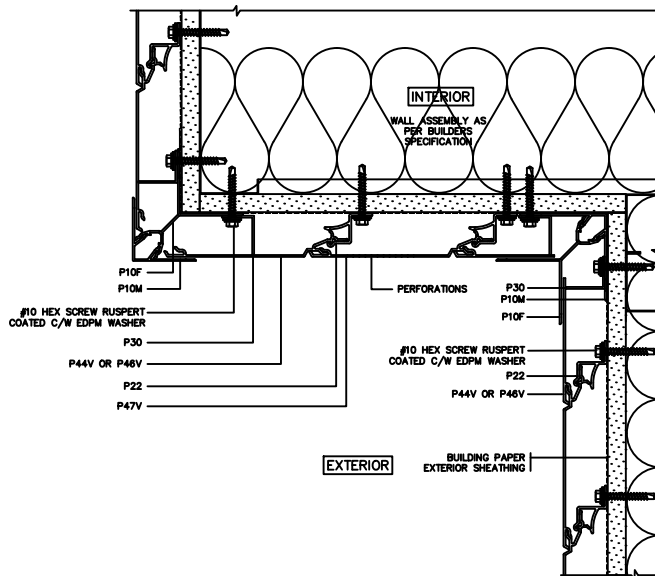 INTERIOR
WALL ASSEMBLY AS
PER BUILDERS
SPECIFICATION
P10F
P10M
#10 HEX SCREW RUSPERT
COATED C/W EDPM WASHER
P30
P44V OR P46V
P22
P47V
PERFORATIONS
P30
P10M
P10F
#10 HEX SCREW RUSPERT
COATED C/W EDPM WASHER
P22
P44V OR P46V
EXTERIOR
BUILDING PAPER
EXTERIOR SHEATHING